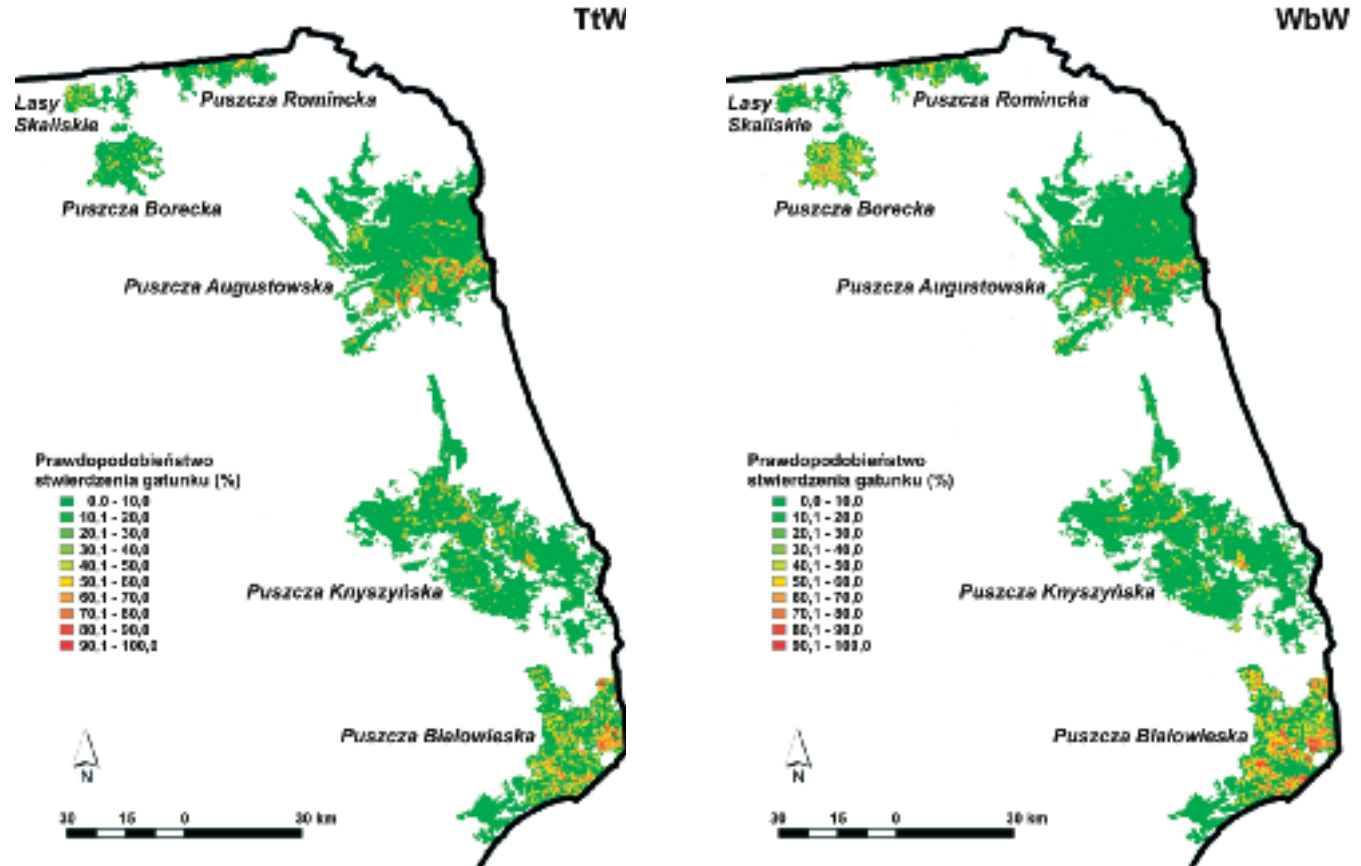 TtW
Lasy
Skaliskie
Puszcza Romincka
Puszcza Borecka
Puszcza Augustowska
Prawdopodobieństwo
stwierdzenia gatunku (%)
0,0 - 10,0
10,1 - 20,0
20,1 - 30,0
30,1 - 40,0
40,1 - 50,0
50,1 - 60,0
60,1 - 70,0
70,1 - 80,0
80,1 - 90,0
90,1 - 100,0
Puszcza Knyszyńska
Puszcza Białowieska
N
30 15 0 30 km
WbW
Lasy
Skaliskie
Puszcza Romincka
Puszcza Borecka
Puszcza Augustowska
Prawdopodobieństwo
stwierdzenia gatunku (%)
0,0 - 10,0
10,1 - 20,0
20,1 - 30,0
30,1 - 40,0
40,1 - 50,0
50,1 - 60,0
60,1 - 70,0
70,1 - 80,0
80,1 - 90,0
90,1 - 100,0
Puszcza Knyszyńska
Puszcza Białowieska
N
30 15 0 30 km